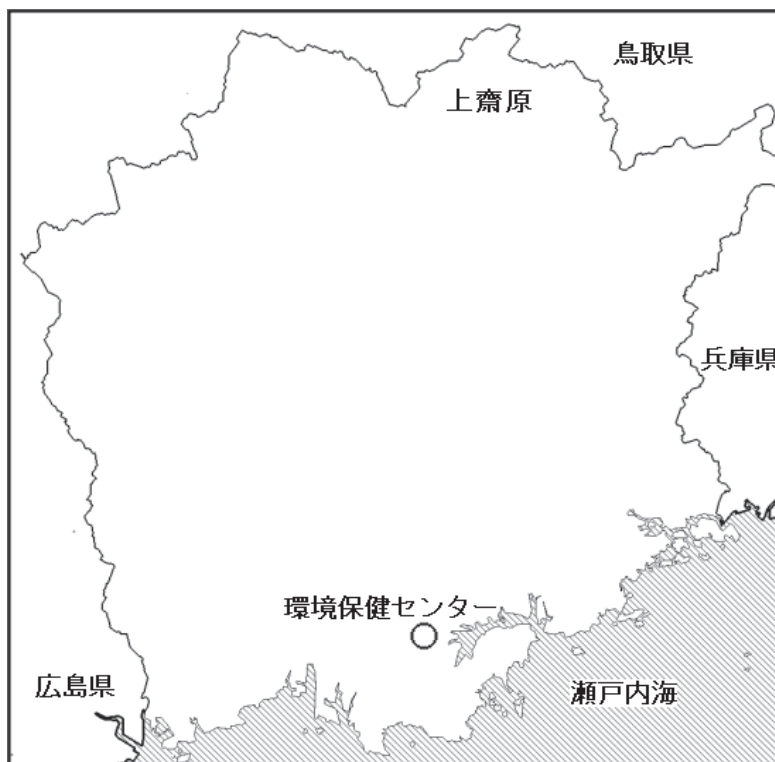 鳥取県
上齋原
兵庫県
環境保健センター
広島県
瀬戸内海